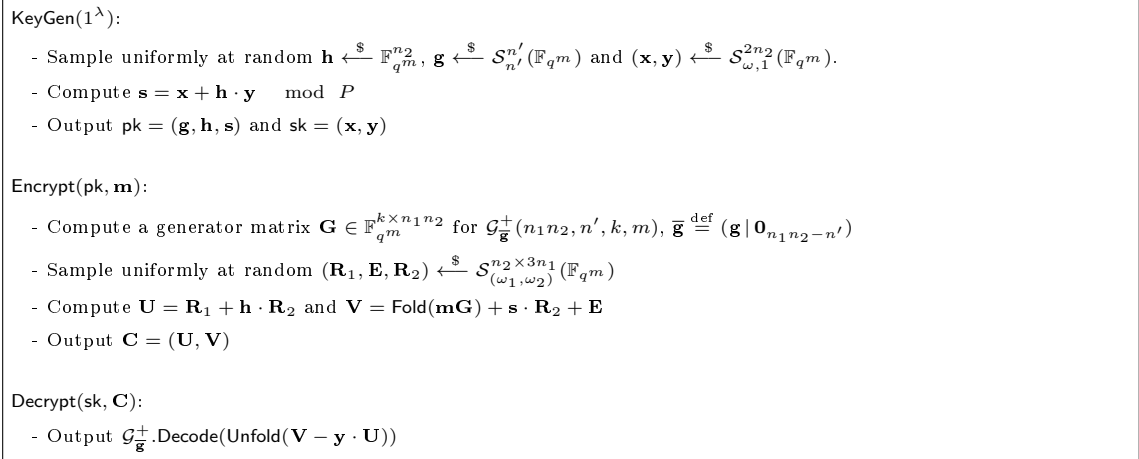 KeyGen(1^λ):
- Sample uniformly at random h ←$ 𝔽_{q^m}^{n_2}, g ←$ 𝒮_{n'}^{n'}(𝔽_{q^m}) and (x, y) ←$ 𝒮_{ω,1}^{2n_2}(𝔽_{q^m}).
- Compute s = x + h · y mod P
- Output pk = (g, h, s) and sk = (x, y)
Encrypt(pk, m):
- Compute a generator matrix G ∈ 𝔽_{q^m}^{k×n_1n_2} for 𝒢_{g̅}^+(n_1n_2, n', k, m), g̅ def= (g | 0_{n_1n_2−n'})
- Sample uniformly at random (R_1, E, R_2) ←$ 𝒮_{(ω_1,ω_2)}^{n_2×3n_1}(𝔽_{q^m})
- Compute U = R_1 + h · R_2 and V = Fold(mG) + s · R_2 + E
- Output C = (U, V)
Decrypt(sk, C):
- Output 𝒢_{g̅}^+.Decode(Unfold(V − y · U))